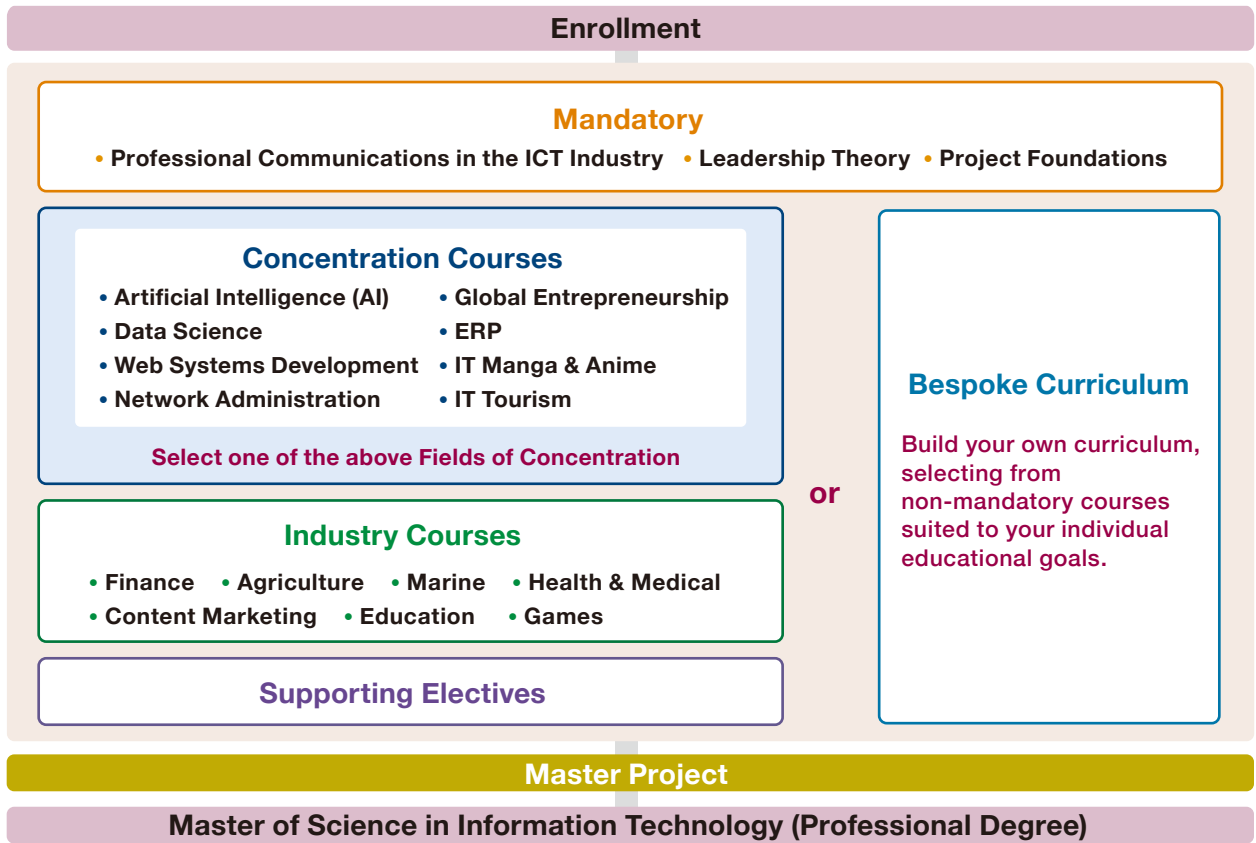 Enrollment
Mandatory
• Professional Communications in the ICT Industry • Leadership Theory • Project Foundations
Concentration Courses
• Artificial Intelligence (AI)
• Data Science
• Web Systems Development
• Network Administration
• Global Entrepreneurship
• ERP
• IT Manga & Anime
• IT Tourism
Select one of the above Fields of Concentration
Industry Courses
• Finance • Agriculture • Marine • Health & Medical
• Content Marketing • Education • Games
Supporting Electives
or
Bespoke Curriculum
Build your own curriculum,
selecting from
non-mandatory courses
suited to your individual
educational goals.
Master Project
Master of Science in Information Technology (Professional Degree)